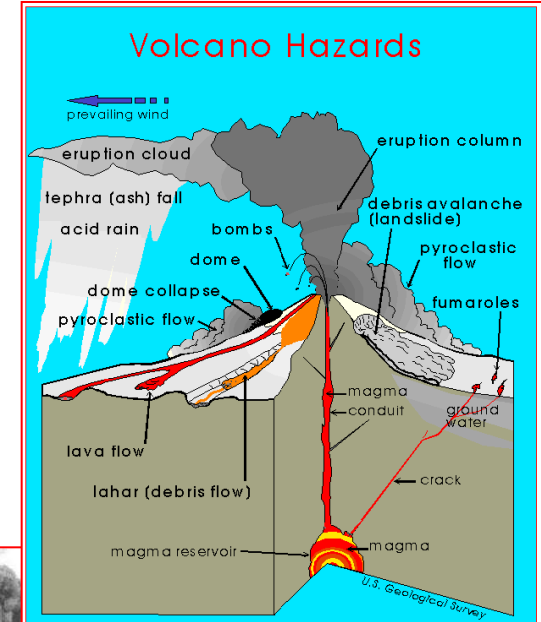 Volcano Hazards
prevailing wind
eruption cloud
eruption column
tephra (ash) fall
debris avalanche
(landslide)
acid rain
bombs
pyroclastic
flow
dome
dome collapse
fumaroles
pyroclastic flow
magma
conduit
ground
water
lava flow
crack
lahar (debris flow)
magma reservoir
magma
U.S. Geological Survey